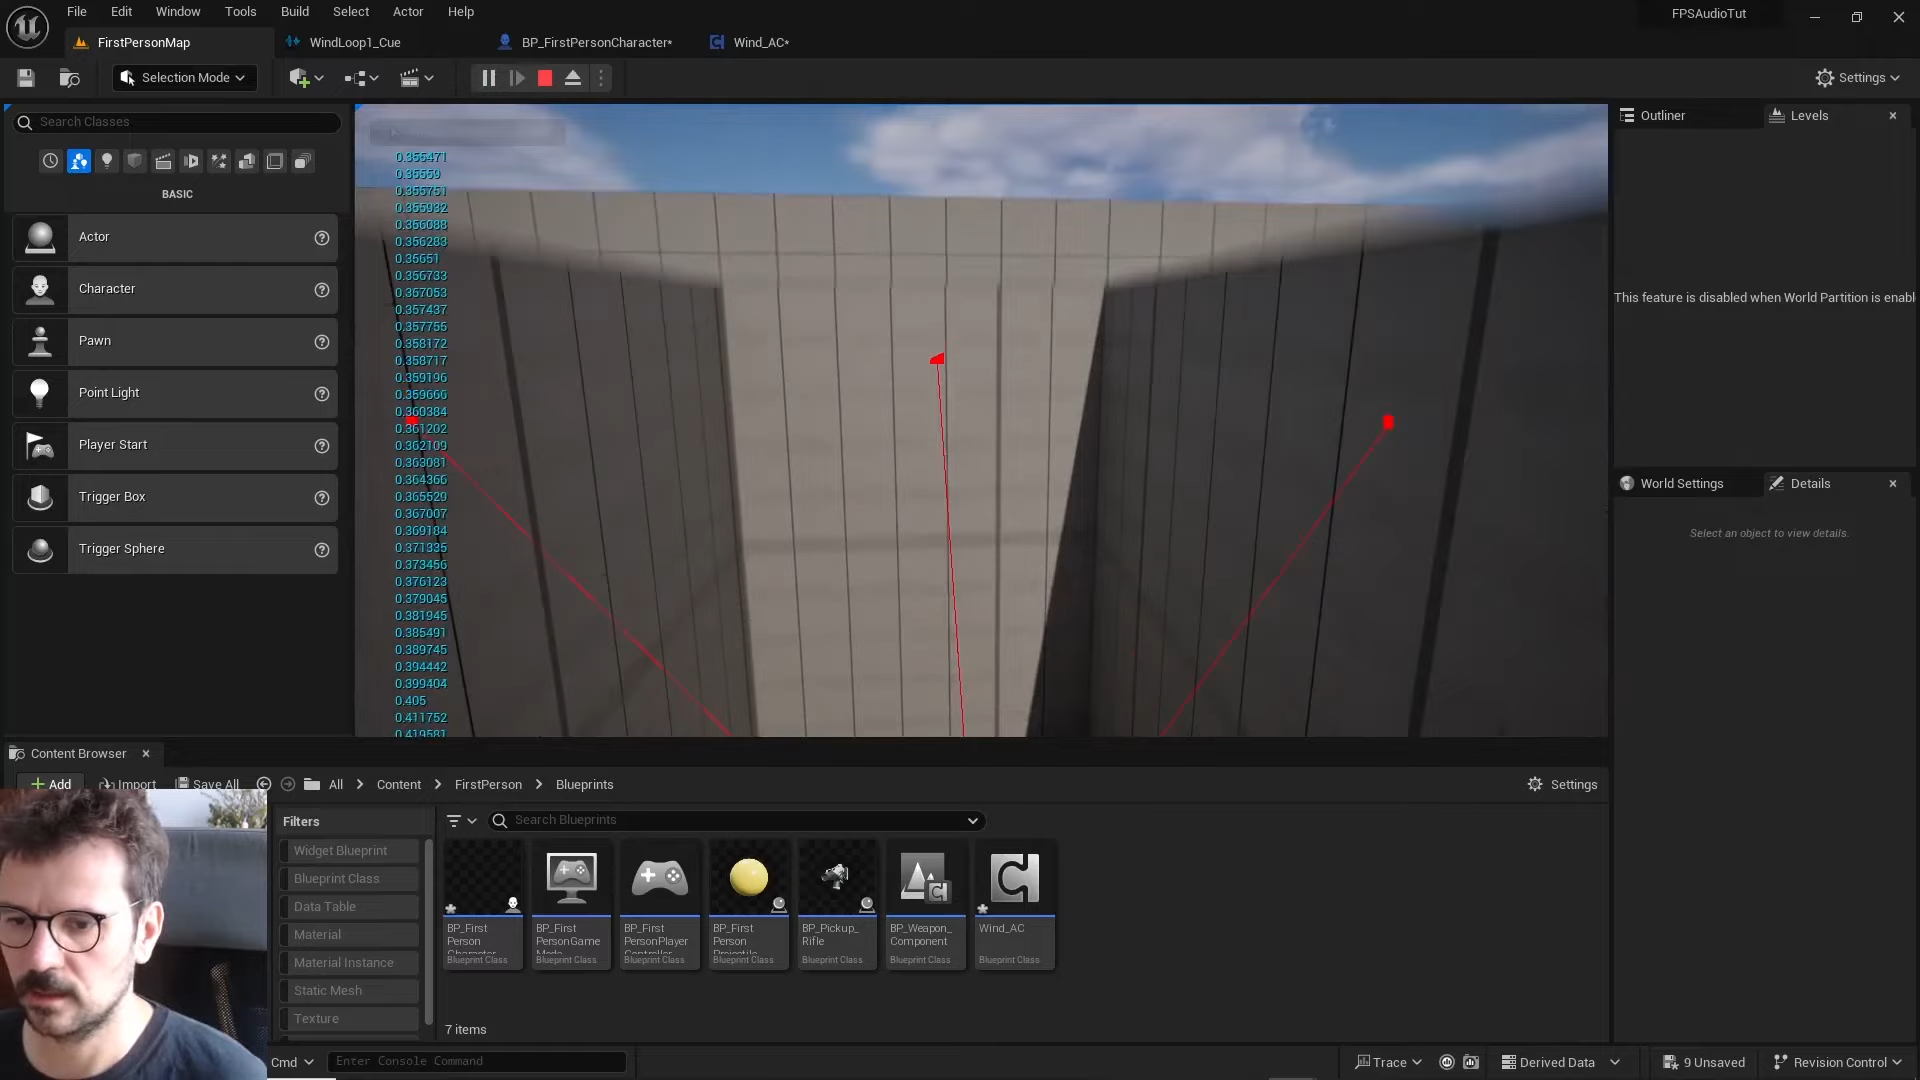 File Edit Window Tools Build Select Actor Help
FPSAudioTut
FirstPersonMap
WindLoop1_Cue
BP_FirstPersonCharacter*
Wind_AC*
Selection Mode
Settings
Search Classes
BASIC
Actor
Character
Pawn
Point Light
Player Start
Trigger Box
Trigger Sphere
0.355471
0.35559
0.355751
0.355932
0.356088
0.356283
0.35651
0.356733
0.357053
0.357437
0.357755
0.358172
0.358717
0.359196
0.359666
0.360384
0.361202
0.362109
0.363081
0.364366
0.365529
0.367007
0.369184
0.371335
0.373456
0.376123
0.379045
0.381945
0.385491
0.389745
0.394442
0.399404
0.405
0.411752
0.419581
Outliner
Levels
This feature is disabled when World Partition is enabl
World Settings
Details
Select an object to view details.
Content Browser
Add
Import
Save All
All
Content
FirstPerson
Blueprints
Settings
Filters
Widget Blueprint
Blueprint Class
Data Table
Material
Material Instance
Static Mesh
Texture
Search Blueprints
BP_First
Person
Character
Blueprint Class
BP_First
PersonGame
Mode
Blueprint Class
BP_First
PersonPlayer
Controller
Blueprint Class
BP_First
Person
Projectile
Blueprint Class
BP_Pickup_
Rifle
Blueprint Class
BP_Weapon_
Component
Blueprint Class
Wind_AC
Blueprint Class
7 items
Cmd
Enter Console Command
Trace
Derived Data
9 Unsaved
Revision Control